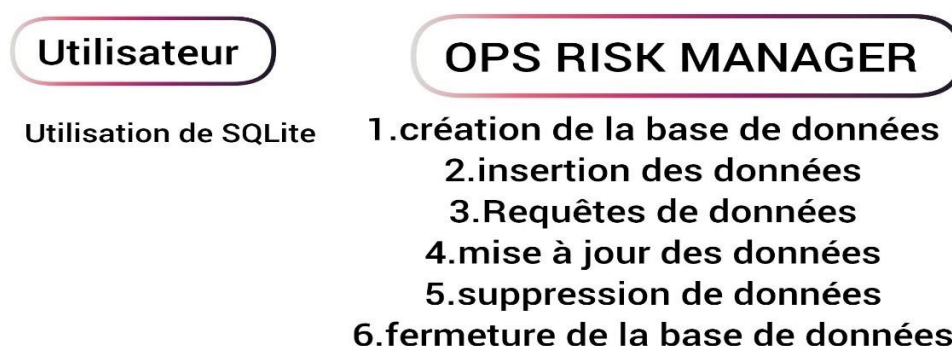 Utilisateur
OPS RISK MANAGER
Utilisation de SQLite
1.création de la base de données
2.insertion des données
3.Requêtes de données
4.mise à jour des données
5.suppression de données
6.fermeture de la base de données